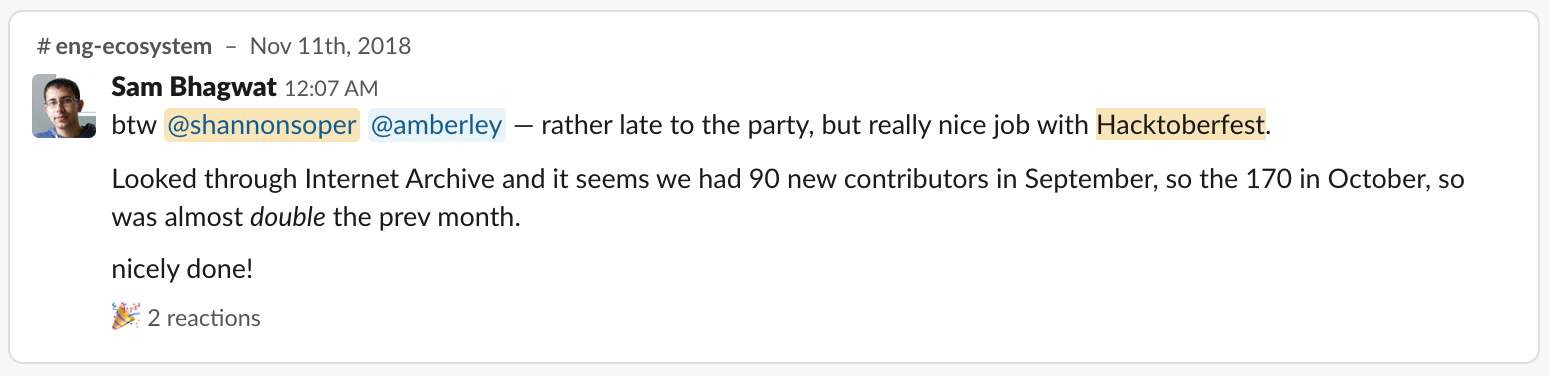 # eng-ecosystem – Nov 11th, 2018
Sam Bhagwat 12:07 AM
btw @shannonsoper @amberley — rather late to the party, but really nice job with Hacktoberfest.
Looked through Internet Archive and it seems we had 90 new contributors in September, so the 170 in October, so
was almost double the prev month.
nicely done!
🎉 2 reactions